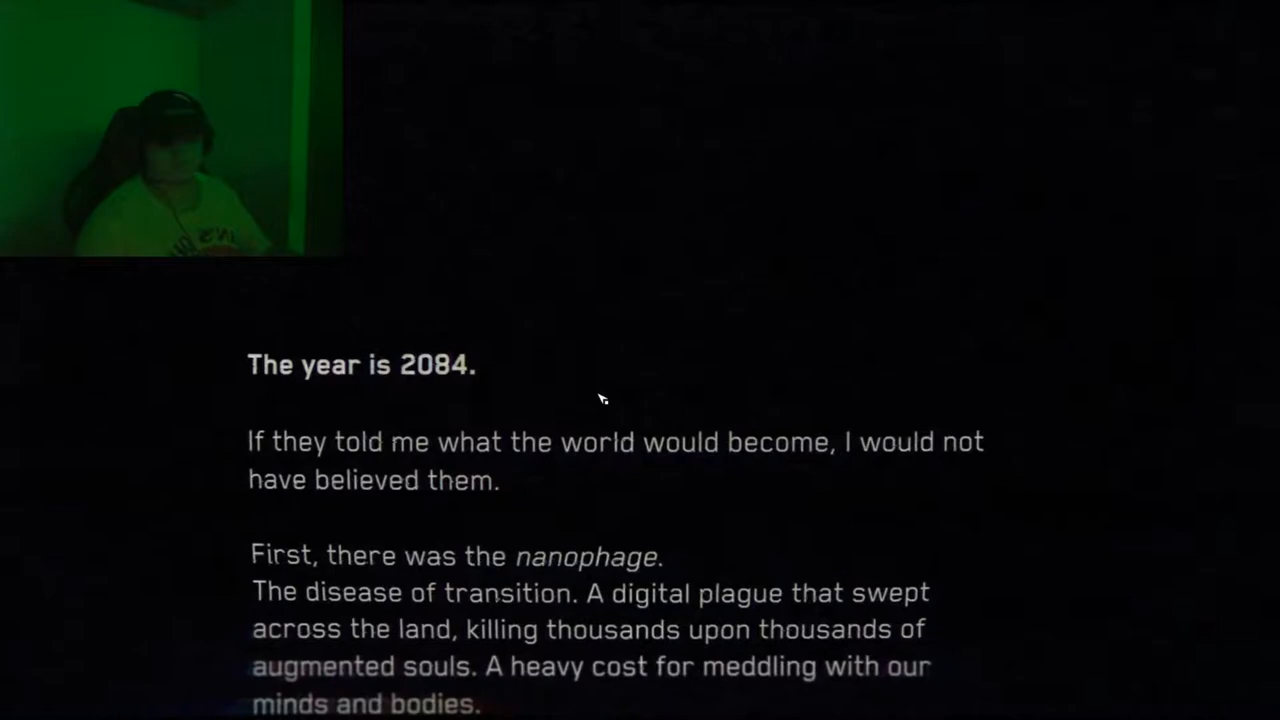 The year is 2084.
If they told me what the world would become, I would not
have believed them.
First, there was the nanophage.
The disease of transition. A digital plague that swept
across the land, killing thousands upon thousands of
augmented souls. A heavy cost for meddling with our
minds and bodies.